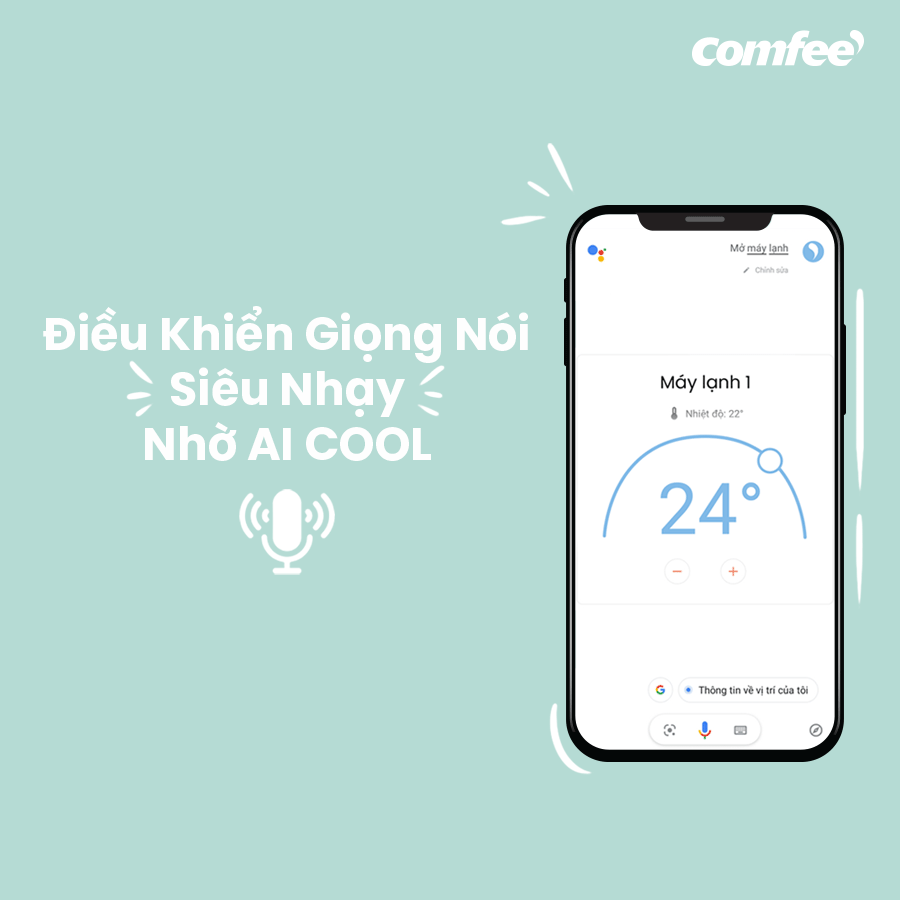 comfee'
Điều Khiển Giọng Nói
Siêu Nhạy
Nhờ AI COOL
Mở máy lạnh
Chỉnh sửa
Máy lạnh 1
Nhiệt độ: 22°
24°
− +
G Thông tin về vị trí của tôi